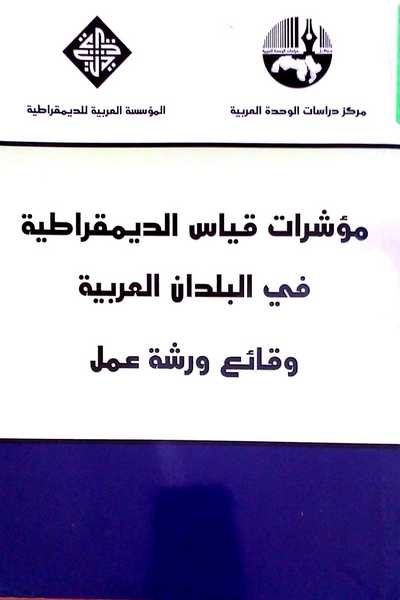 مركز دراسات الوحدة العربية
المؤسسة العربية للديمقراطية
مؤشرات قياس الديمقراطية
في البلدان العربية
وقائع ورشة عمل